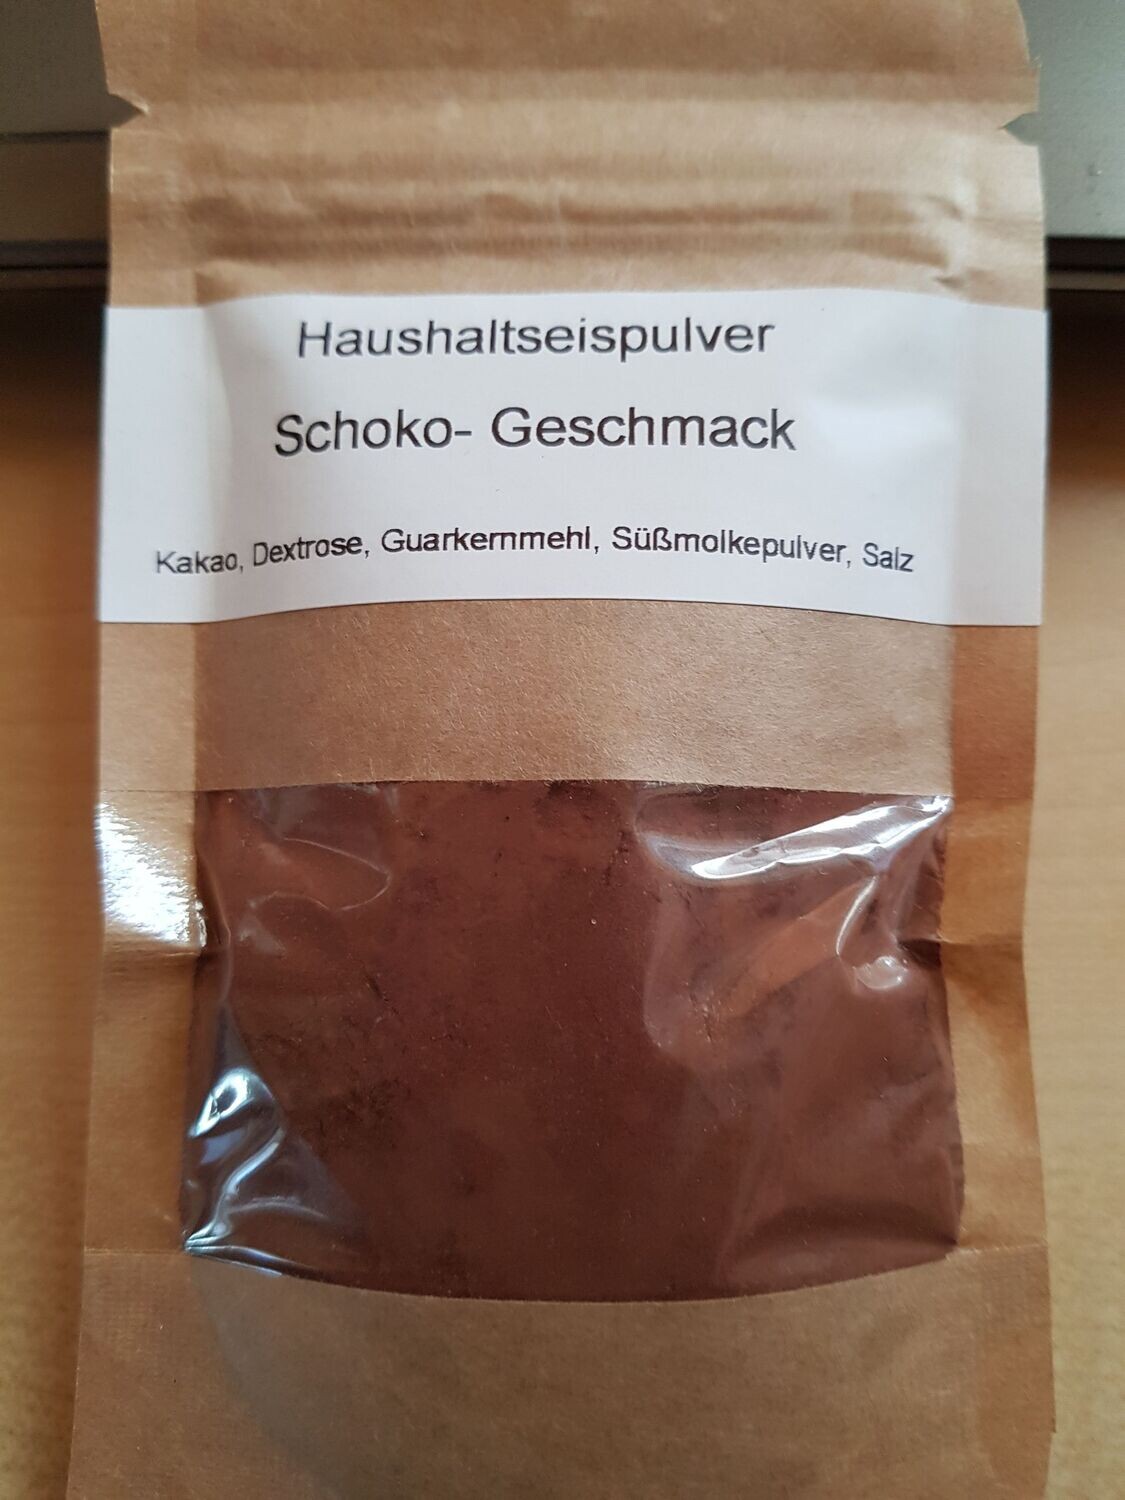 Haushaltseispulver
Schoko- Geschmack
Kakao, Dextrose, Guarkernmehl, Süßmolkepulver, Salz